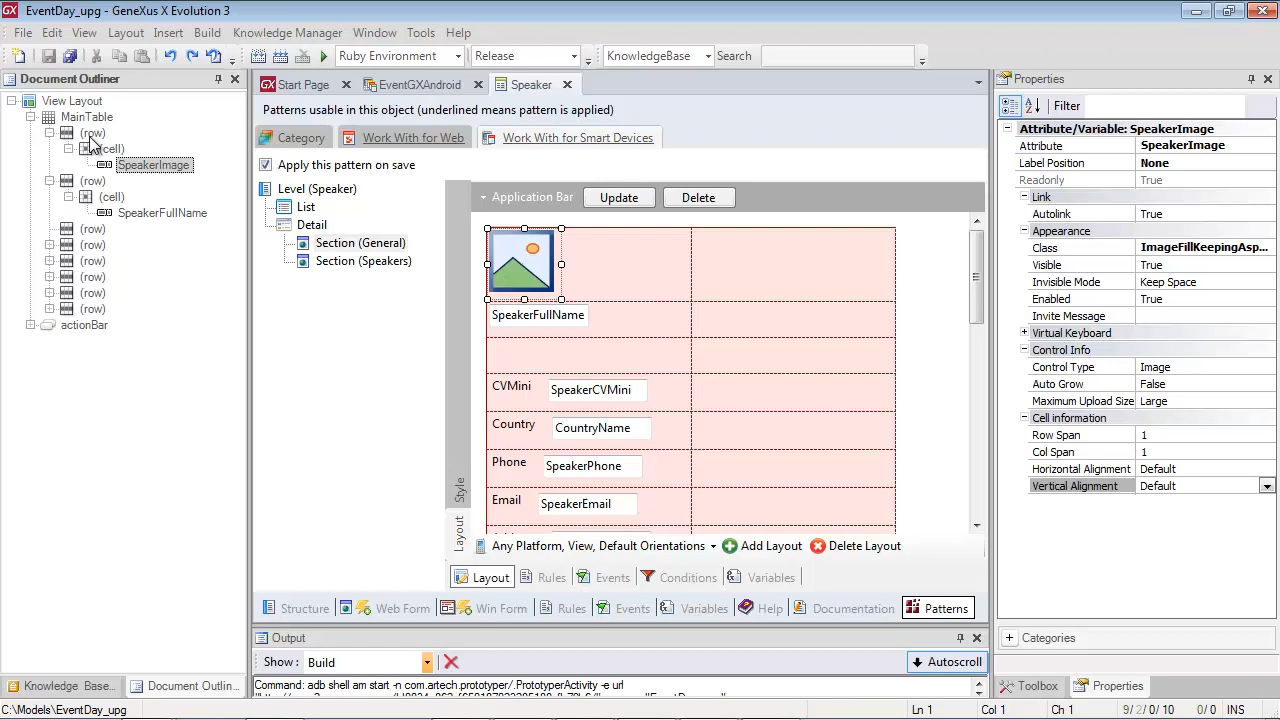 EventDay_upg - GeneXus X Evolution 3
File Edit View Layout Insert Build Knowledge Manager Window Tools Help
Ruby Environment Release KnowledgeBase Search
Document Outliner
View Layout
MainTable
(row)
(cell)
SpeakerImage
(row)
(cell)
SpeakerFullName
(row)
(row)
(row)
(row)
(row)
(row)
actionBar
Knowledge Base...
Document Outlin...
Start Page EventGXAndroid Speaker
Patterns usable in this object (underlined means pattern is applied)
Category Work With for Web Work With for Smart Devices
Apply this pattern on save
Level (Speaker)
List
Detail
Section (General)
Section (Speakers)
Application Bar Update Delete
SpeakerFullName
CVMini SpeakerCVMini
Country CountryName
Phone SpeakerPhone
Email SpeakerEmail
Style
Layout
Any Platform, View, Default Orientations Add Layout Delete Layout
Layout Rules Events Conditions Variables
Structure Web Form Win Form Rules Events Variables Help Documentation Patterns
Output
Show: Build Autoscroll
Command: adb shell am start -n com.artech.prototyper/.PrototyperActivity -e url
Properties
Filter
Attribute/Variable: SpeakerImage
Attribute SpeakerImage
Label Position None
Readonly True
Link
Autolink True
Appearance
Class ImageFillKeepingAsp...
Visible True
Invisible Mode Keep Space
Enabled True
Invite Message
Virtual Keyboard
Control Info
Control Type Image
Auto Grow False
Maximum Upload Size Large
Cell information
Row Span 1
Col Span 1
Horizontal Alignment Default
Vertical Alignment Default
Categories
Toolbox Properties
C:\Models\EventDay_upg Ln 1 Col 1 Ch 1 9/ 2/ 0/ 10 0/ 0 INS